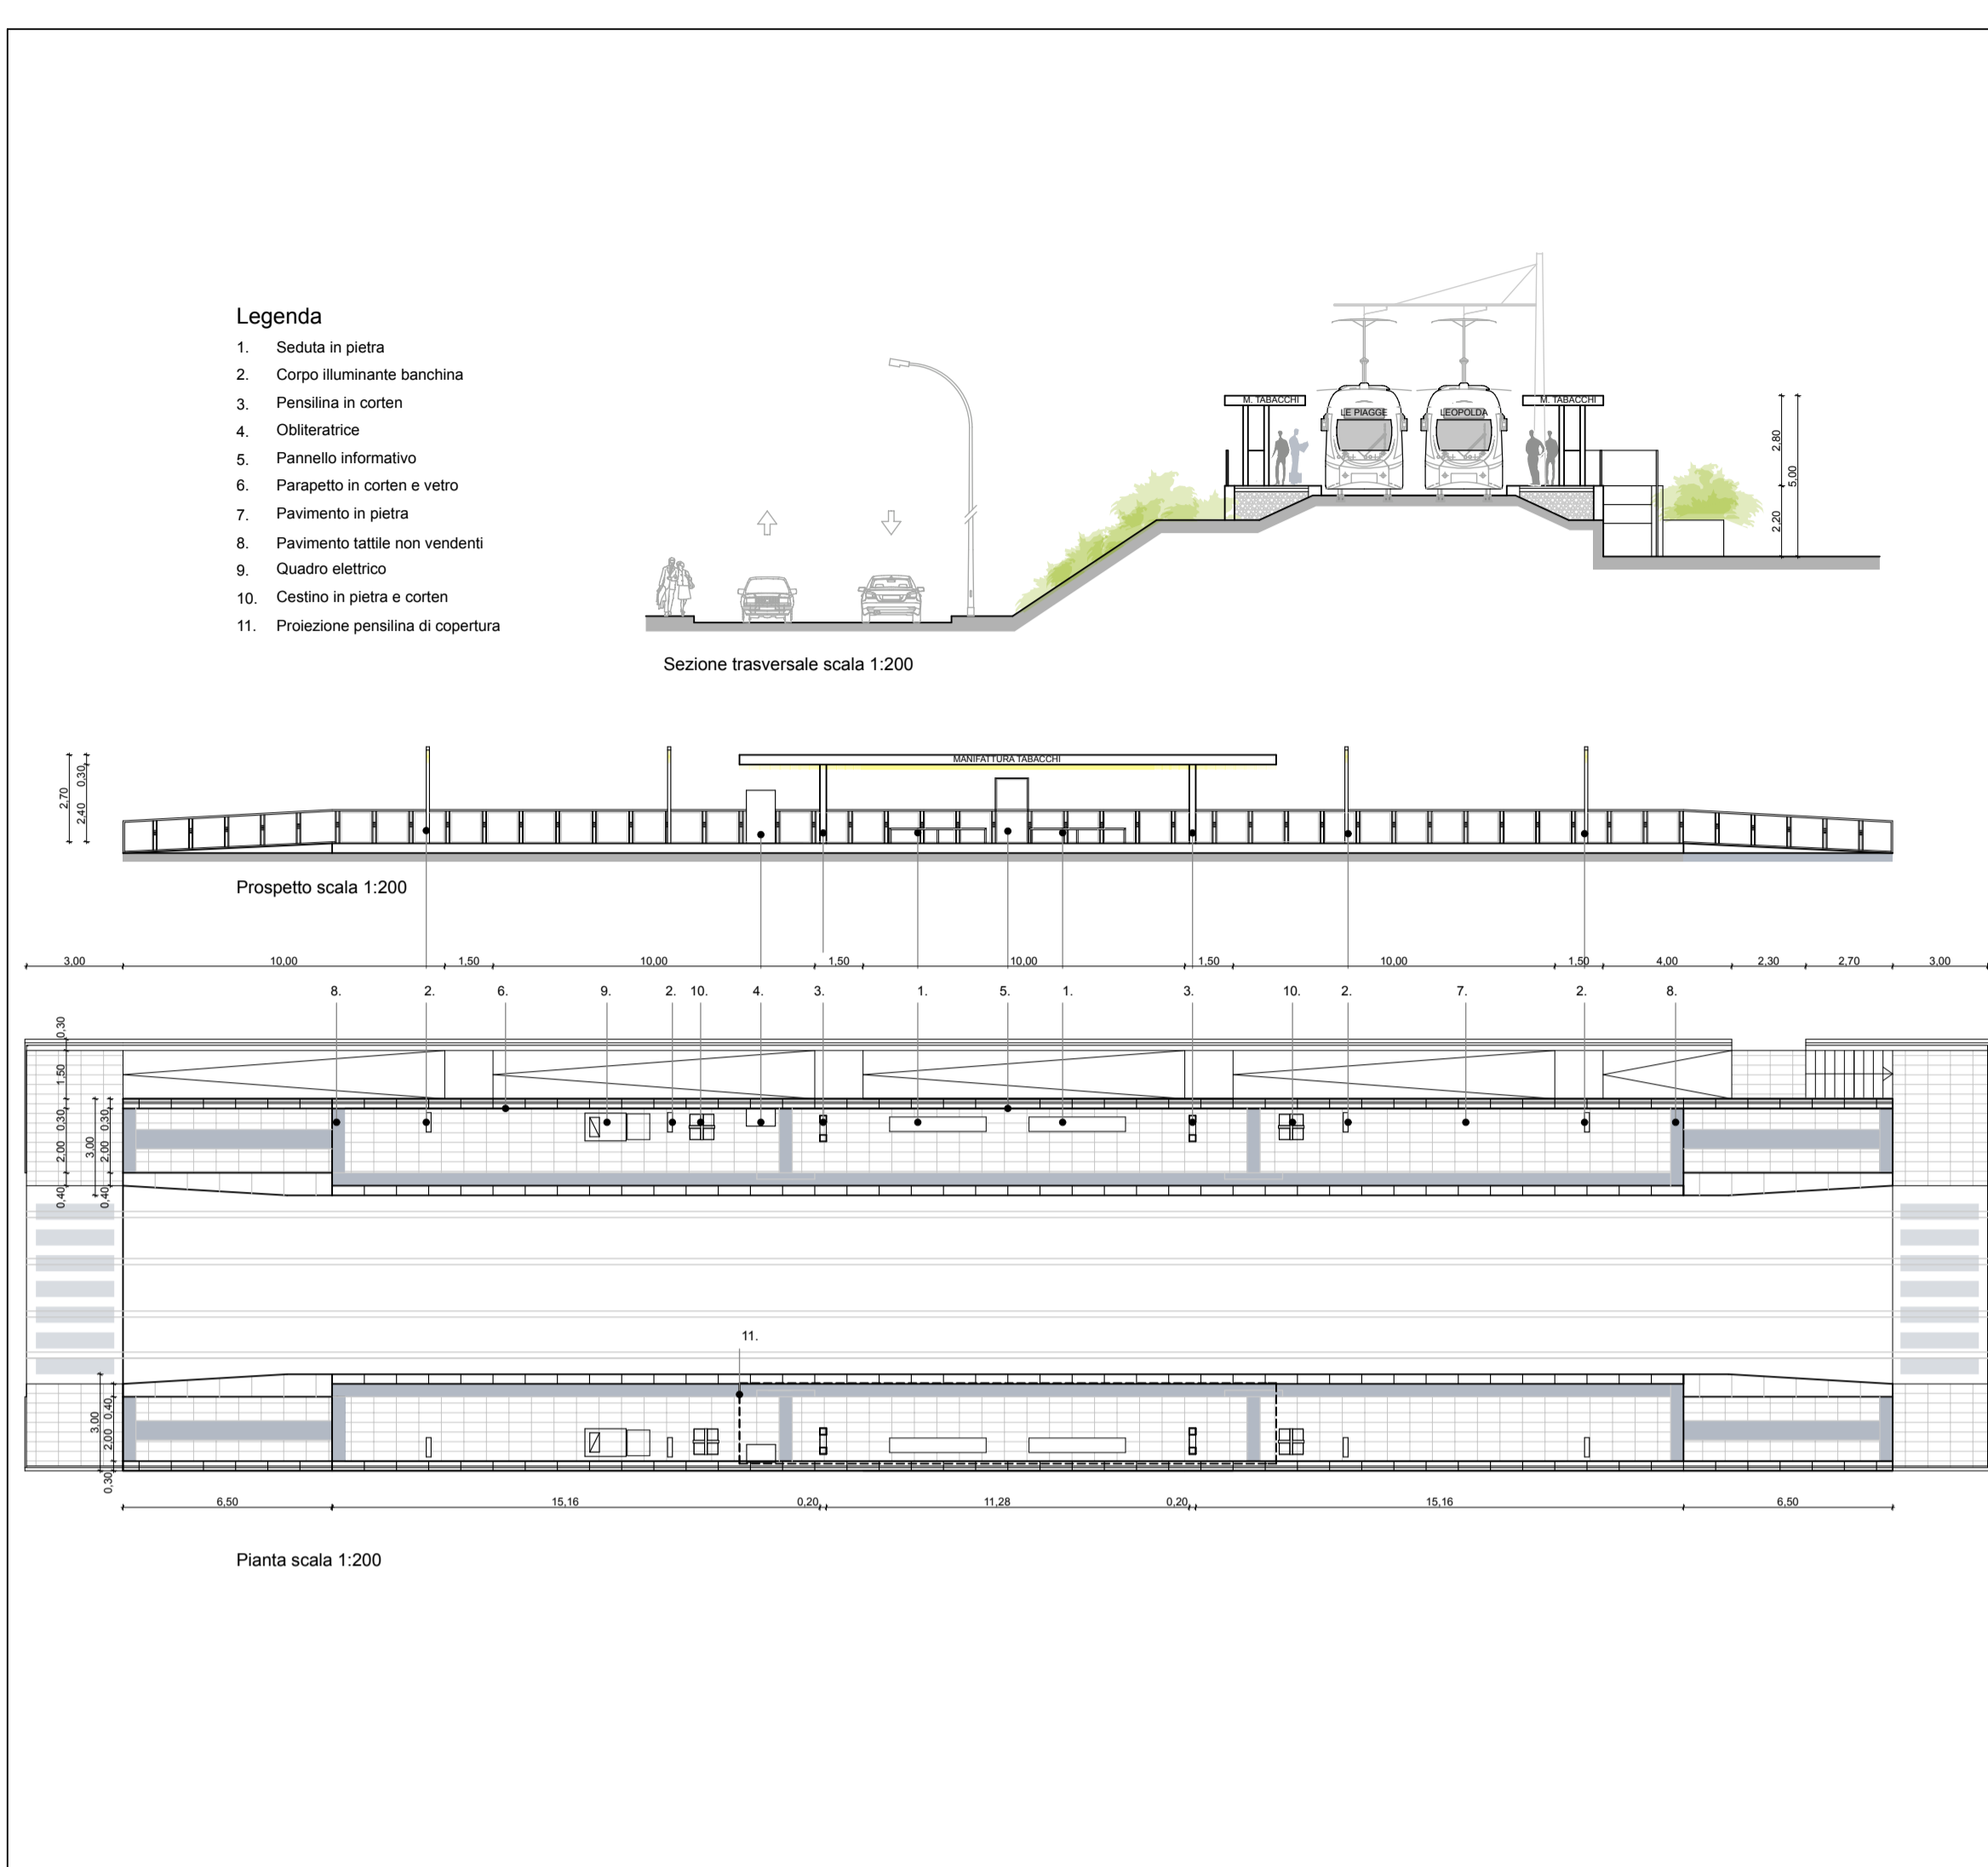 Legenda
1. Seduta in pietra
2. Corpo illuminante banchina
3. Pensilina in corten
4. Obliteratrice
5. Pannello informativo
6. Parapetto in corten e vetro
7. Pavimento in pietra
8. Pavimento tattile non vendenti
9. Quadro elettrico
10. Cestino in pietra e corten
11. Proiezione pensilina di copertura
M. TABACCHI
LE PIAGGE
LEOPOLDA
M. TABACCHI
2,80
5,00
2,20
Sezione trasversale scala 1:200
MANIFATTURA TABACCHI
2,70
0,30
2,40
Prospetto scala 1:200
3,00 10,00 1,50 10,00 1,50 10,00 1,50 10,00 1,50 4,00 2,30 2,70 3,00
8. 2. 6. 9. 2. 10. 4. 3. 1. 5. 1. 3. 10. 2. 7. 2. 8.
0,30
1,50
0,30 0,30
2,00 3,00 2,00
0,40 0,40
11.
0,40
3,00
2,00
0,30
6,50 15,16 0,20 11,28 0,20 15,16 6,50
Pianta scala 1:200